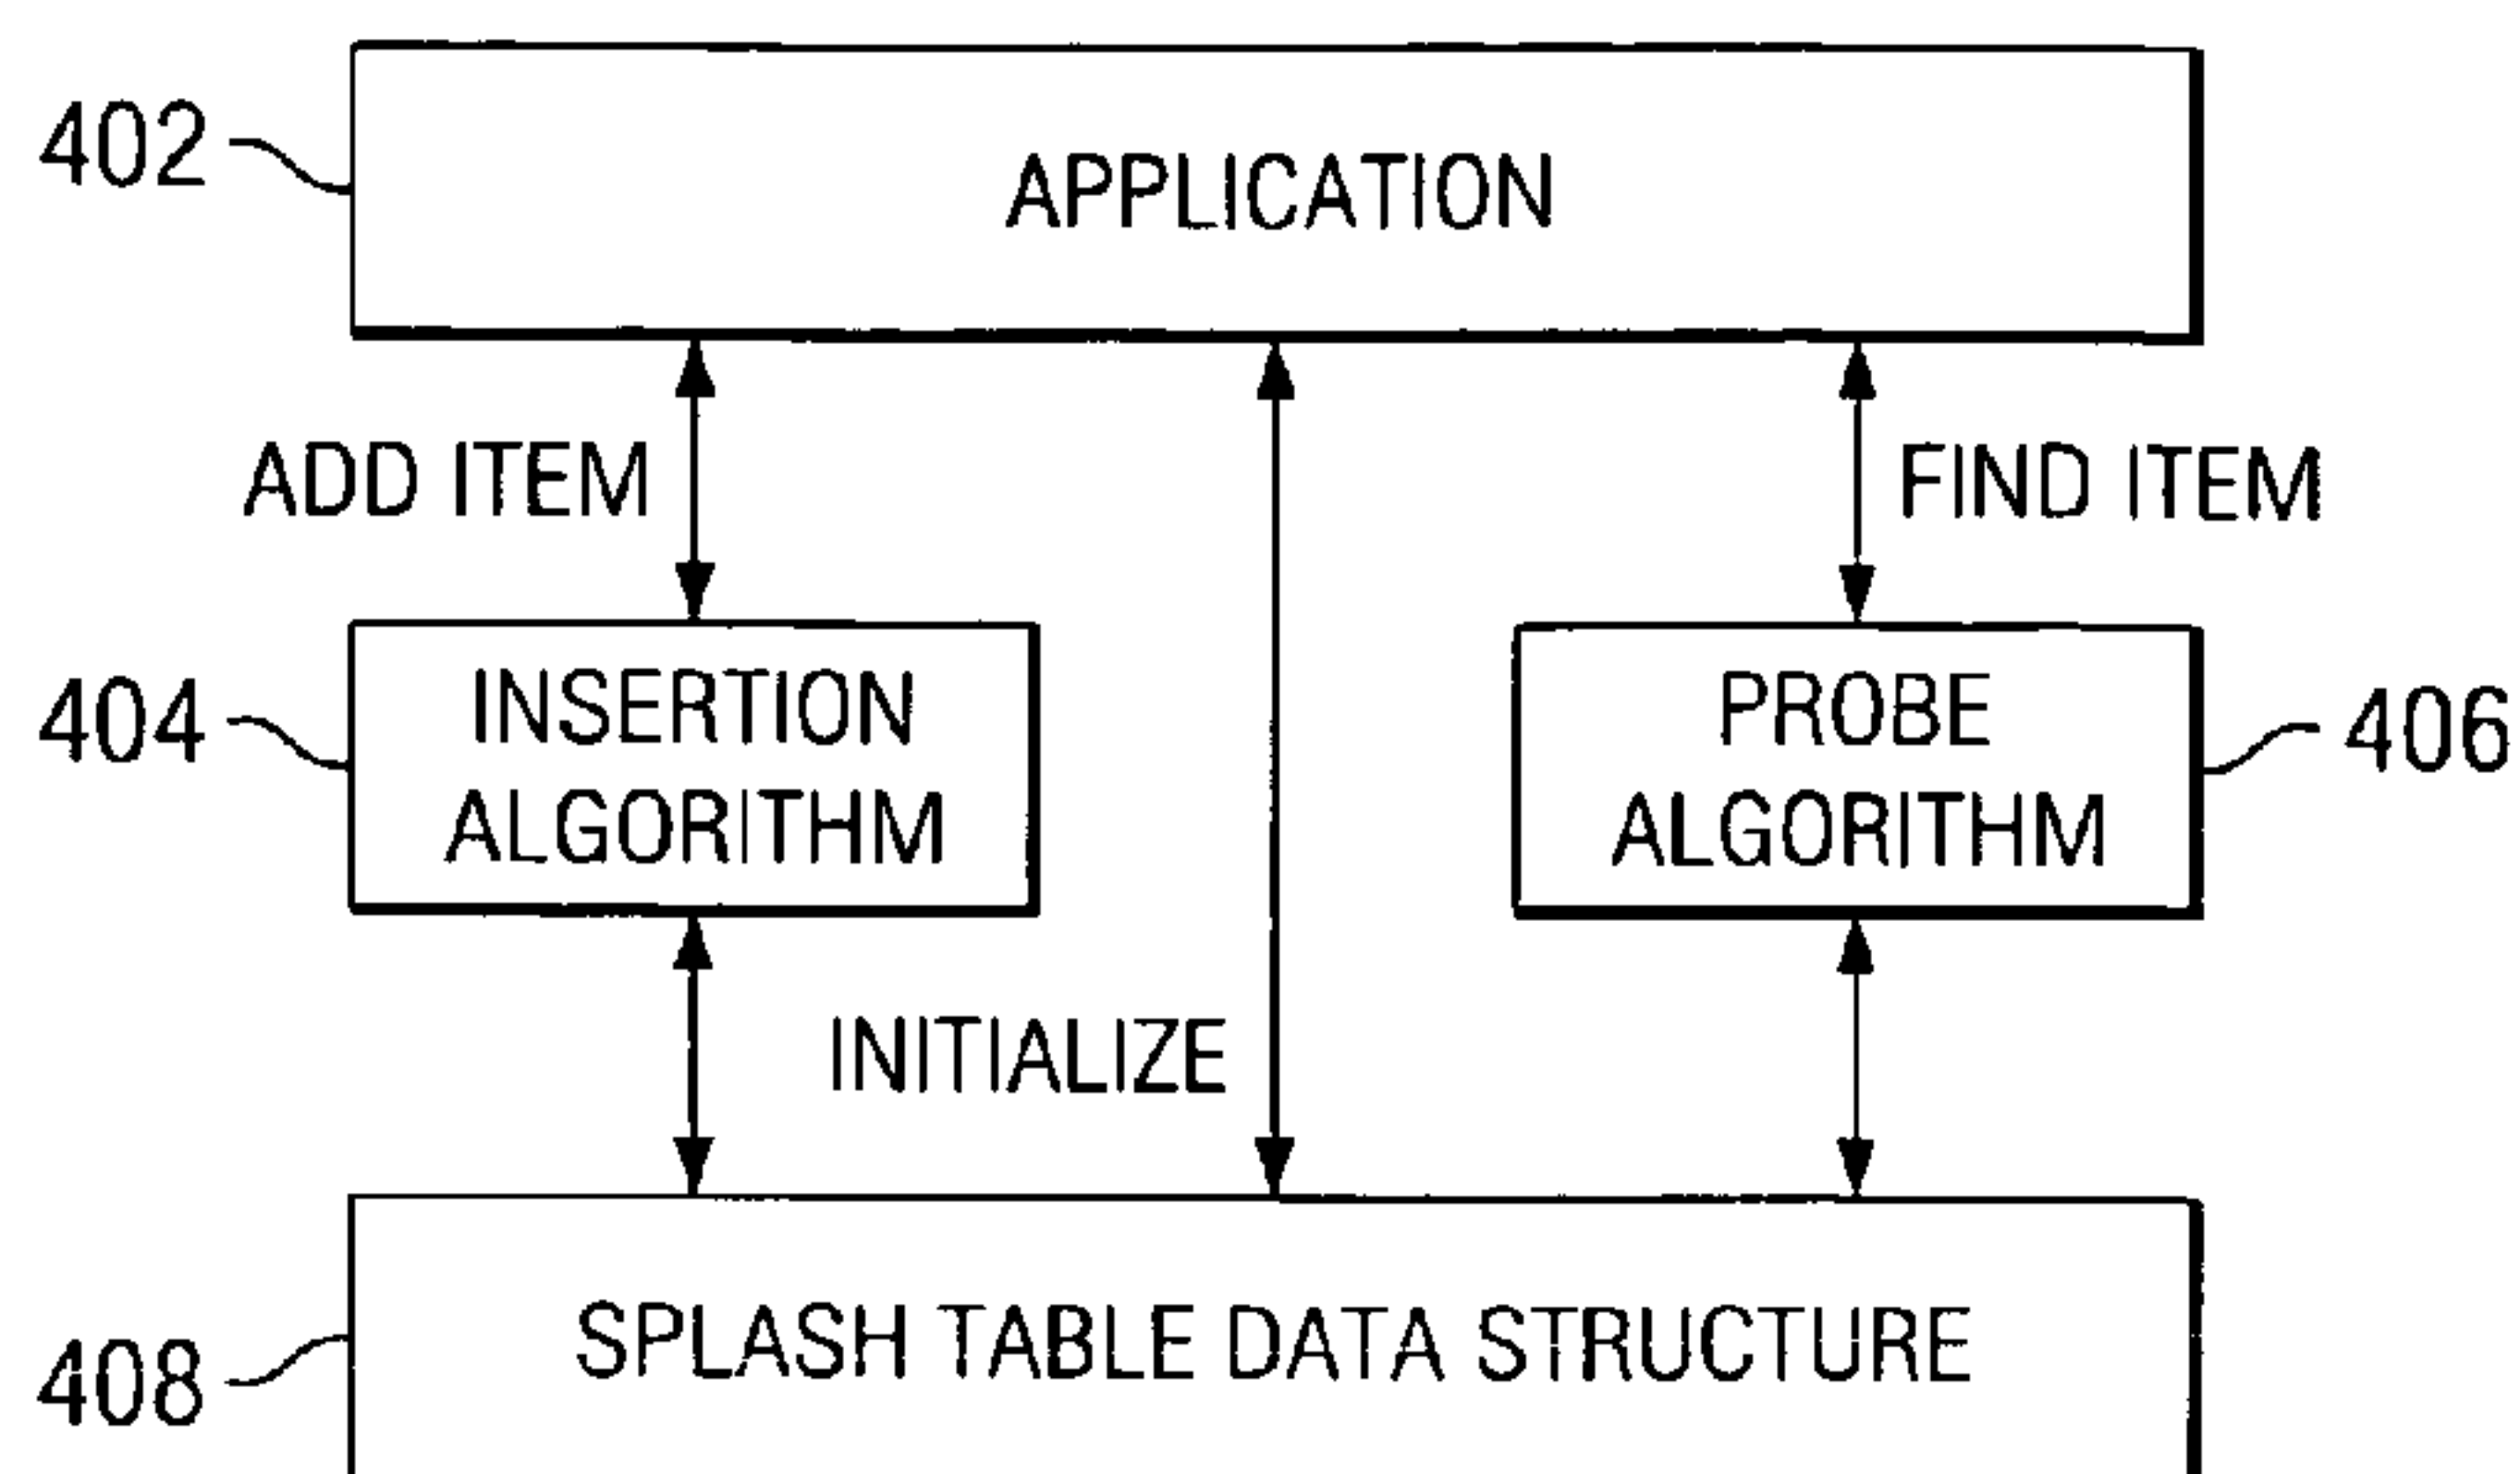 402
APPLICATION
ADD ITEM
FIND ITEM
404
INSERTION
ALGORITHM
PROBE
ALGORITHM
406
INITIALIZE
408
SPLASH TABLE DATA STRUCTURE